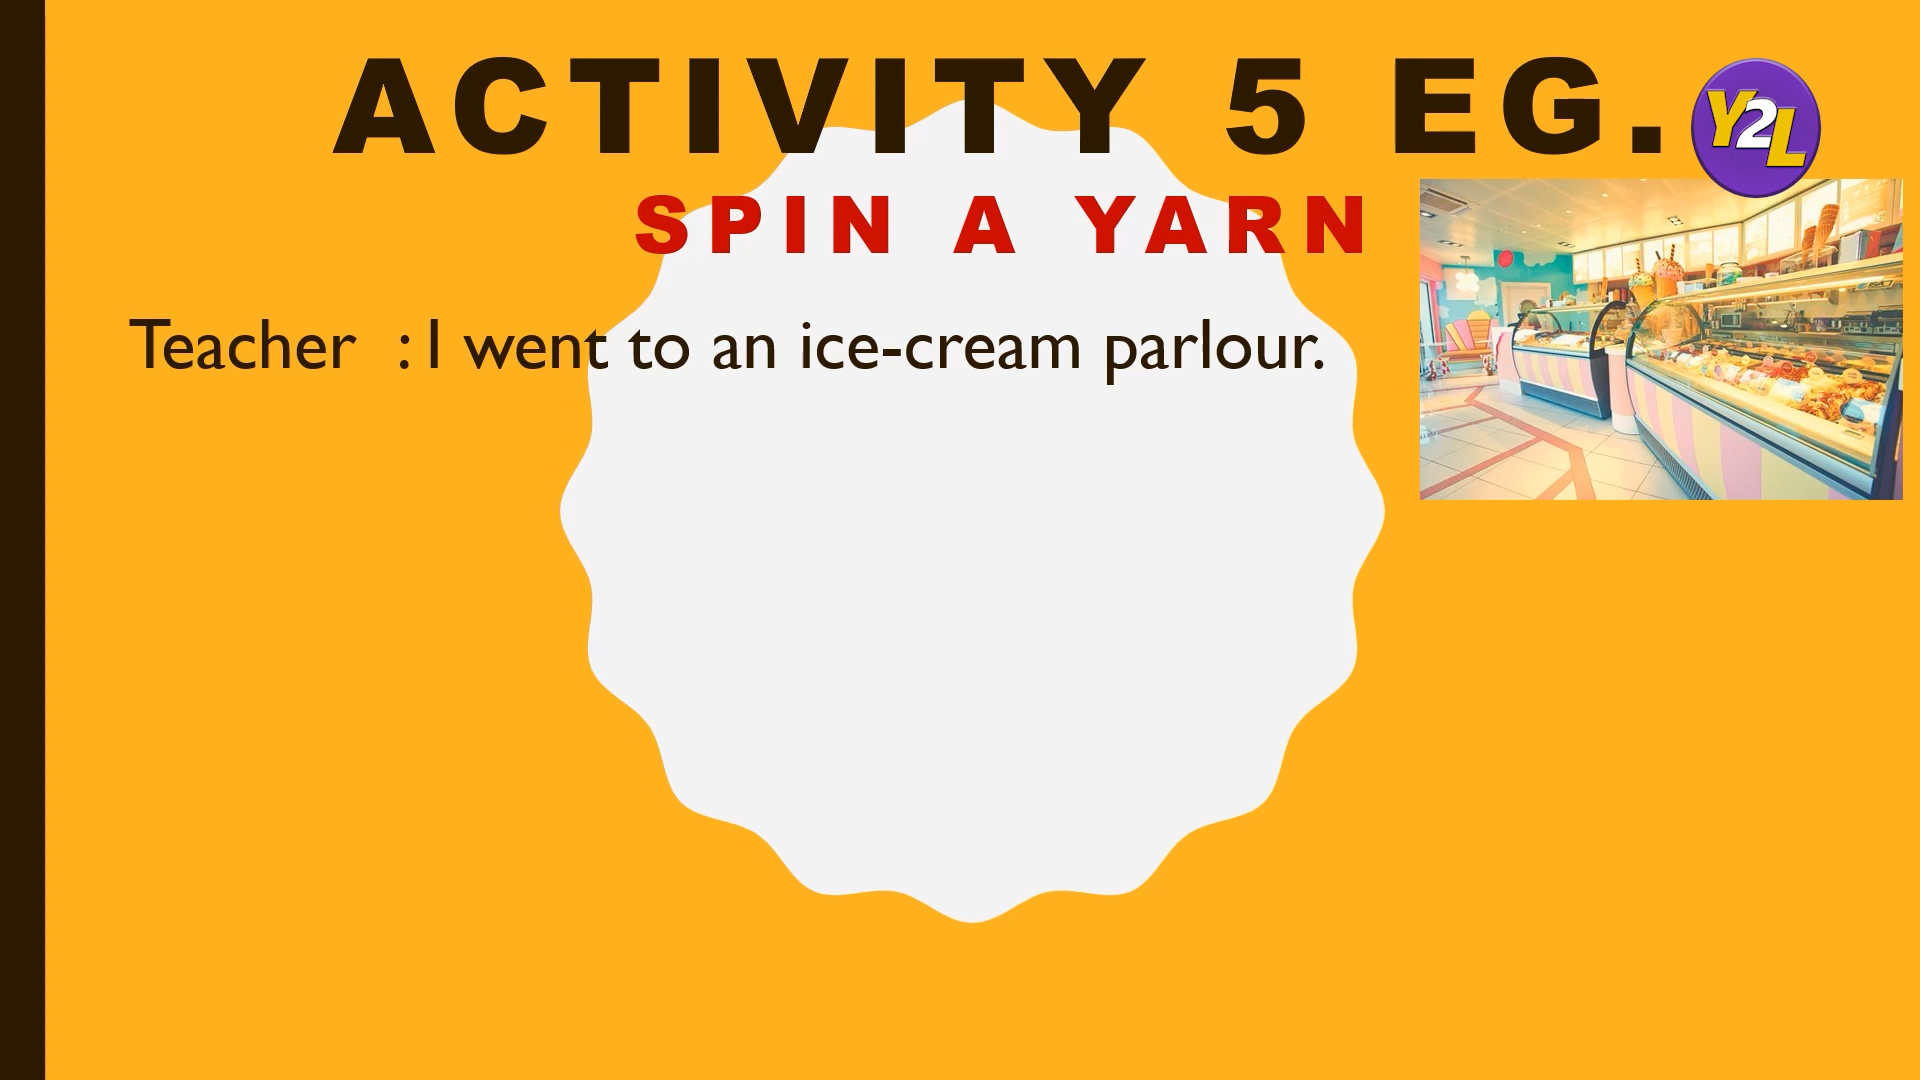 ACTIVITY 5 EG.
Y2L
SPIN A YARN
Teacher : I went to an ice-cream parlour.